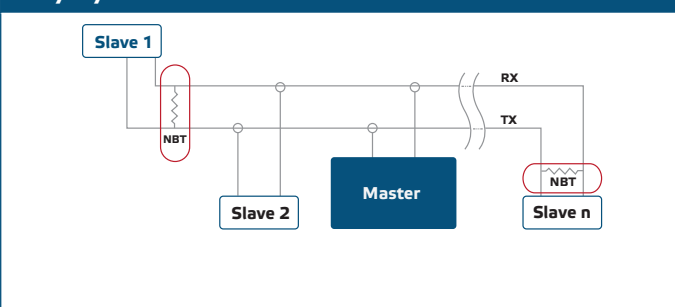 Slave 1
RX
TX
NBT
Master
NBT
Slave 2
Slave n